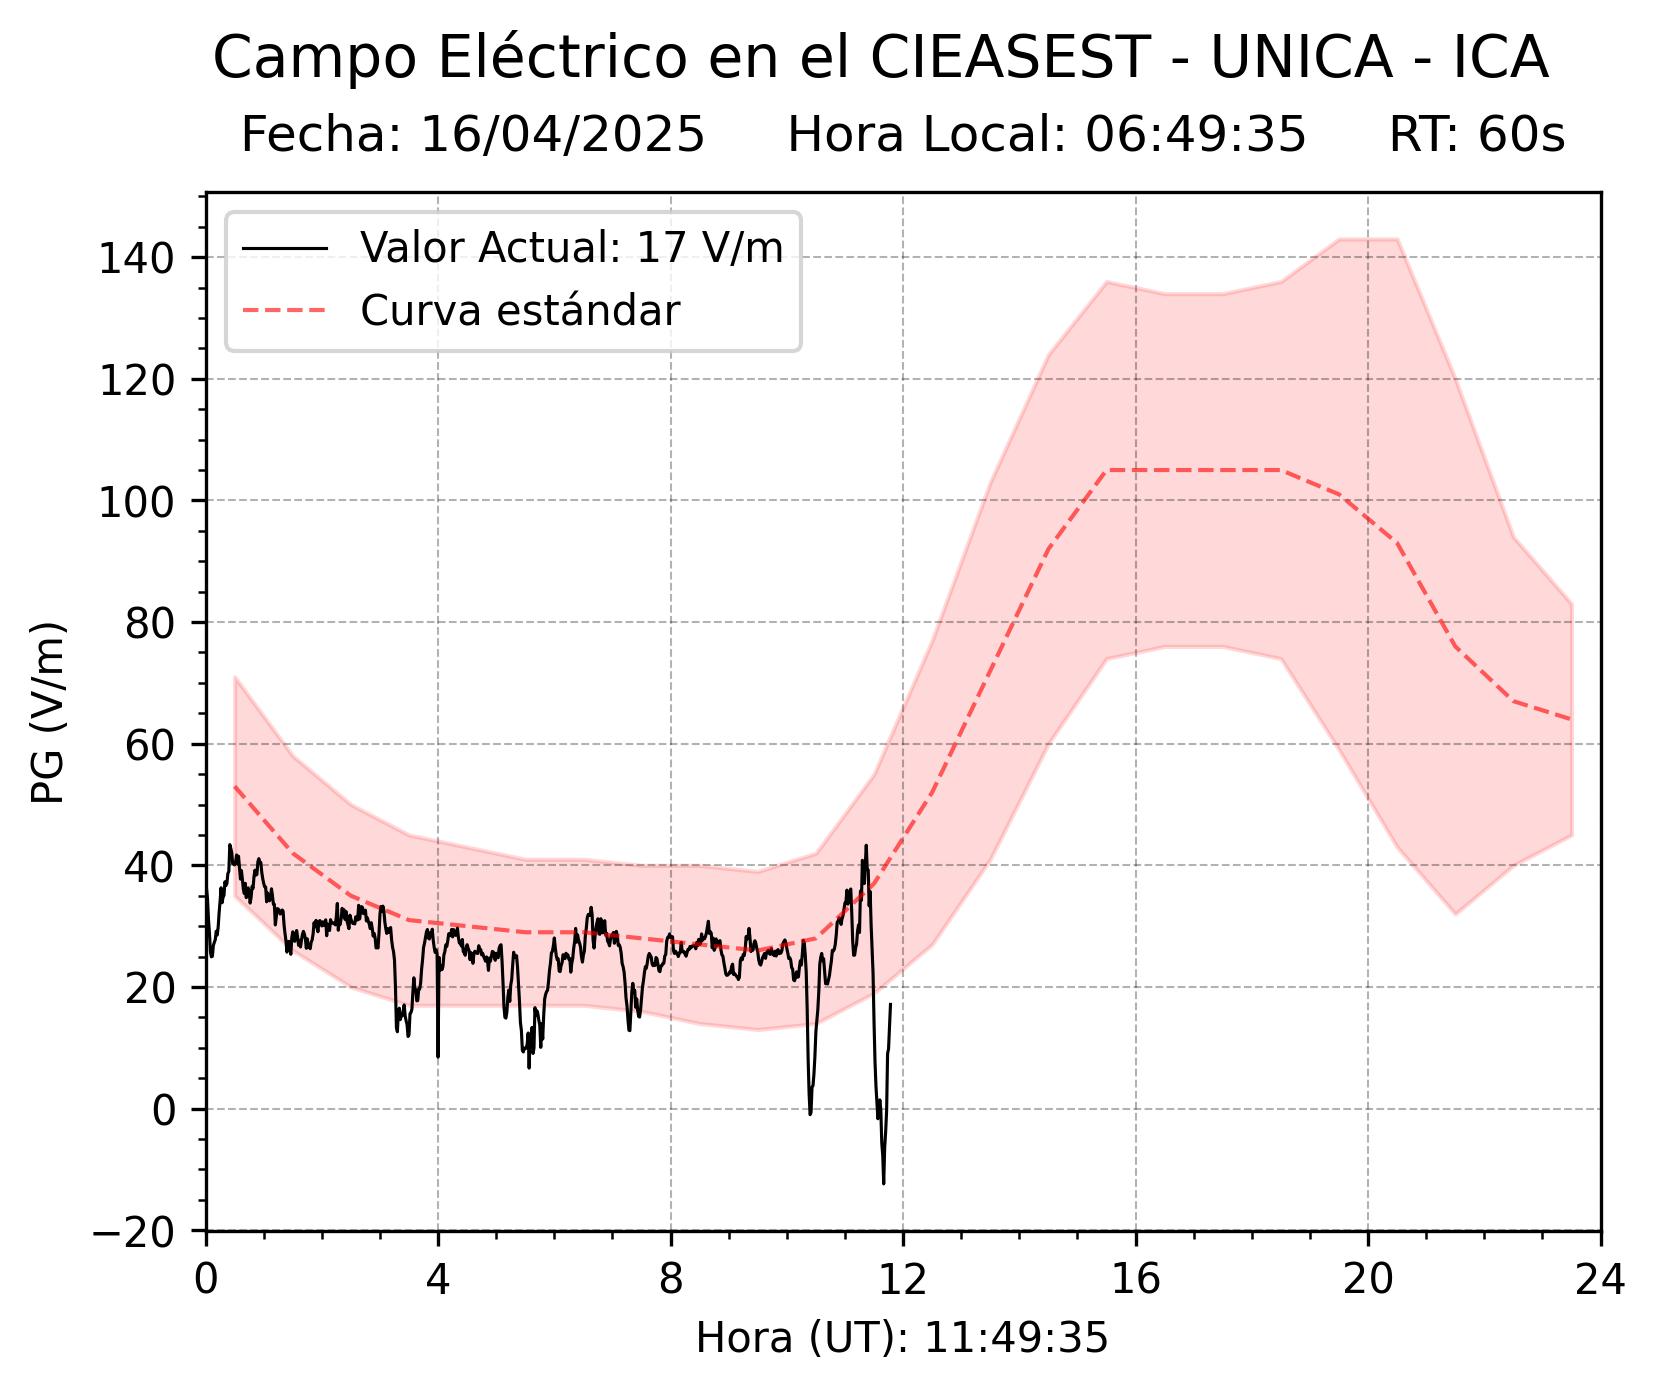 Campo Eléctrico en el CIEASEST - UNICA - ICA
Fecha: 16/04/2025 Hora Local: 06:49:35 RT: 60s
Valor Actual: 17 V/m
Curva estándar
PG (V/m)
140
120
100
80
60
40
20
0
−20
0 4 8 12 16 20 24
Hora (UT): 11:49:35